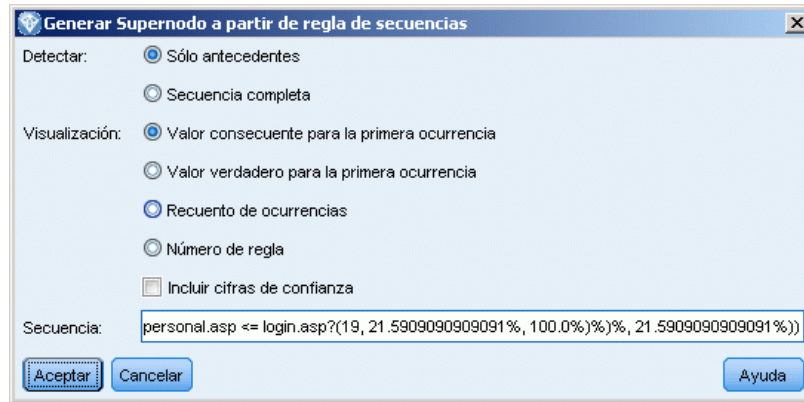 Generar Supernodo a partir de regla de secuencias
Detectar: Sólo antecedentes
Secuencia completa
Visualización: Valor consecuente para la primera ocurrencia
Valor verdadero para la primera ocurrencia
Recuento de ocurrencias
Número de regla
Incluir cifras de confianza
Secuencia: personal.asp <= login.asp?(19, 21.5909090909091%, 100.0%)%)%, 21.5909090909091%))
Aceptar Cancelar Ayuda